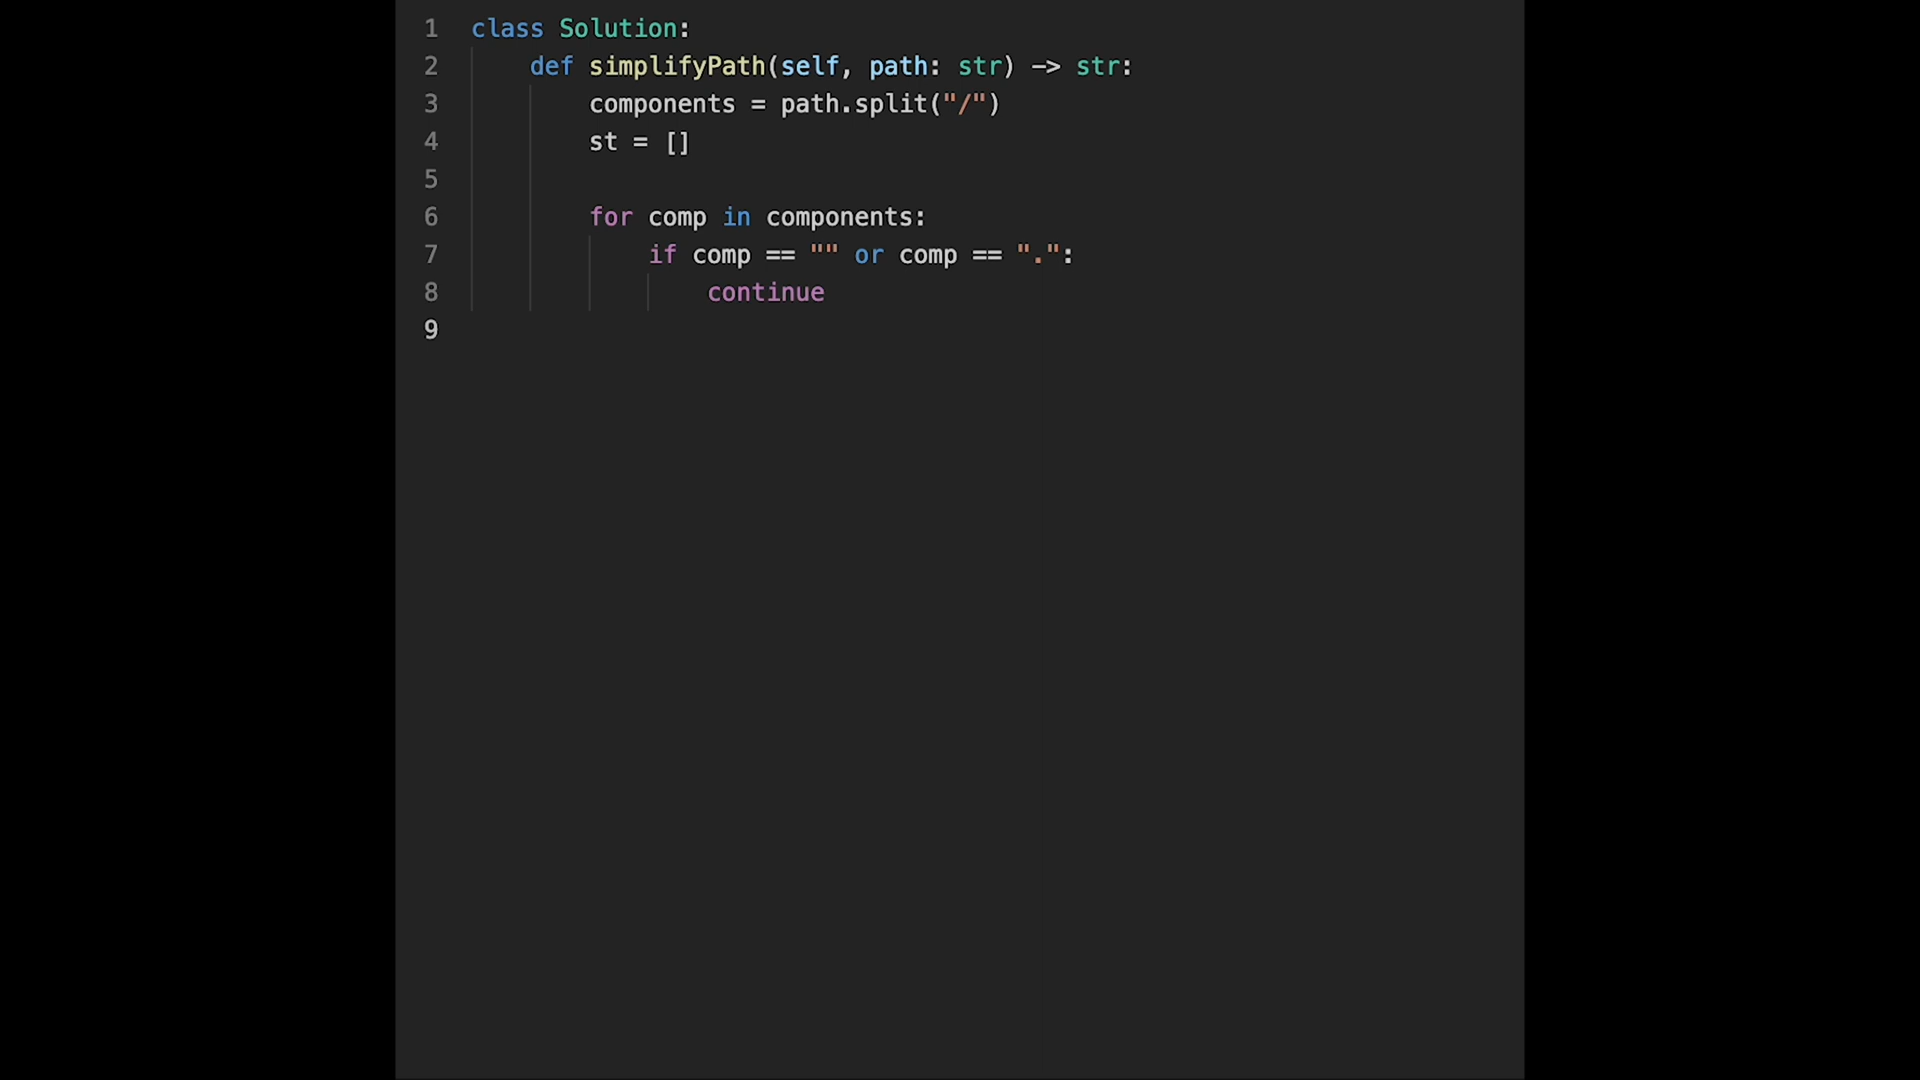 1 class Solution:
2     def simplifyPath(self, path: str) -> str:
3         components = path.split("/")
4         st = []
5
6         for comp in components:
7             if comp == "" or comp == ".":
8                 continue
9